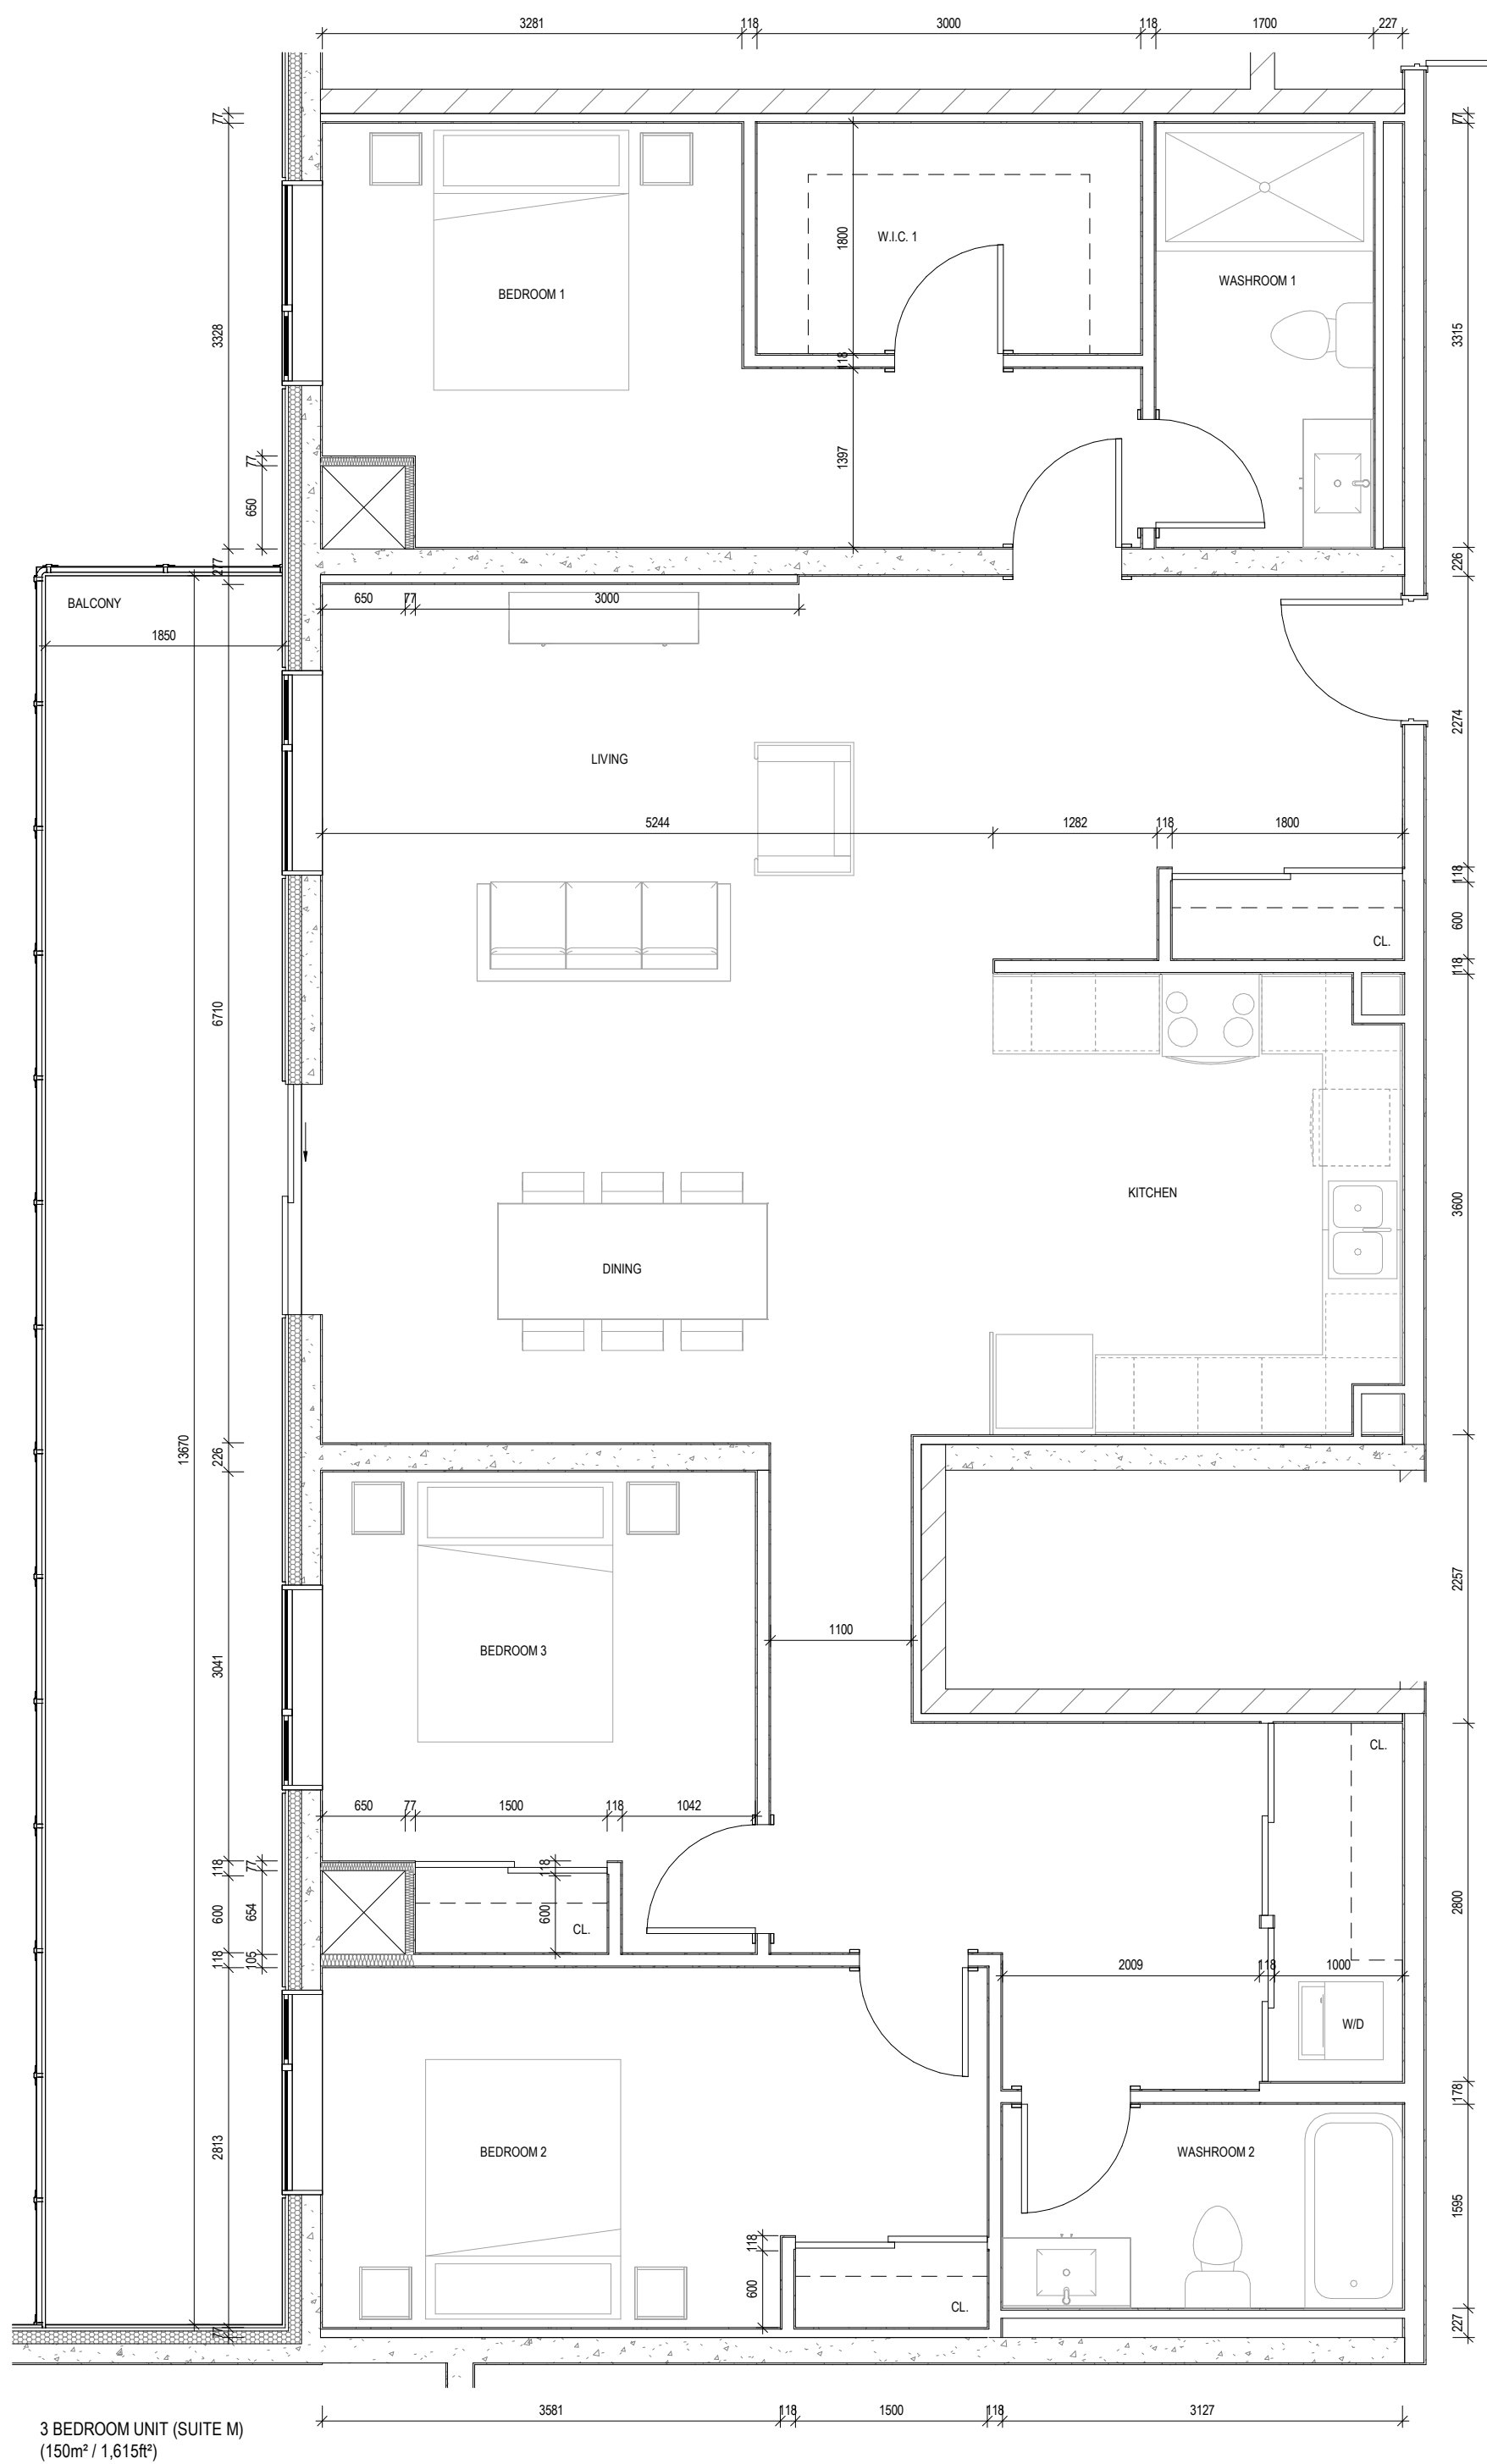 3281 118 3000 118 1700 227
77 77
W.I.C. 1
1800
BEDROOM 1
WASHROOM 1
3328 3315
118
1397
77
650
277 226
BALCONY
650 77 3000
1850
2274
LIVING
5244 1282 118 1800
118
600
CL.
118
6710
KITCHEN
3600
DINING
13670
226
2257
1100
3041
BEDROOM 3
CL.
650 77 1500 118 1042
118 77 118
2800
600 654 600
CL.
118 105
2009 118 1000
W/D
178
2813
BEDROOM 2
WASHROOM 2
1595
118
600
CL.
77 227
3581 118 1500 118 3127
3 BEDROOM UNIT (SUITE M)
(150m² / 1,615ft²)